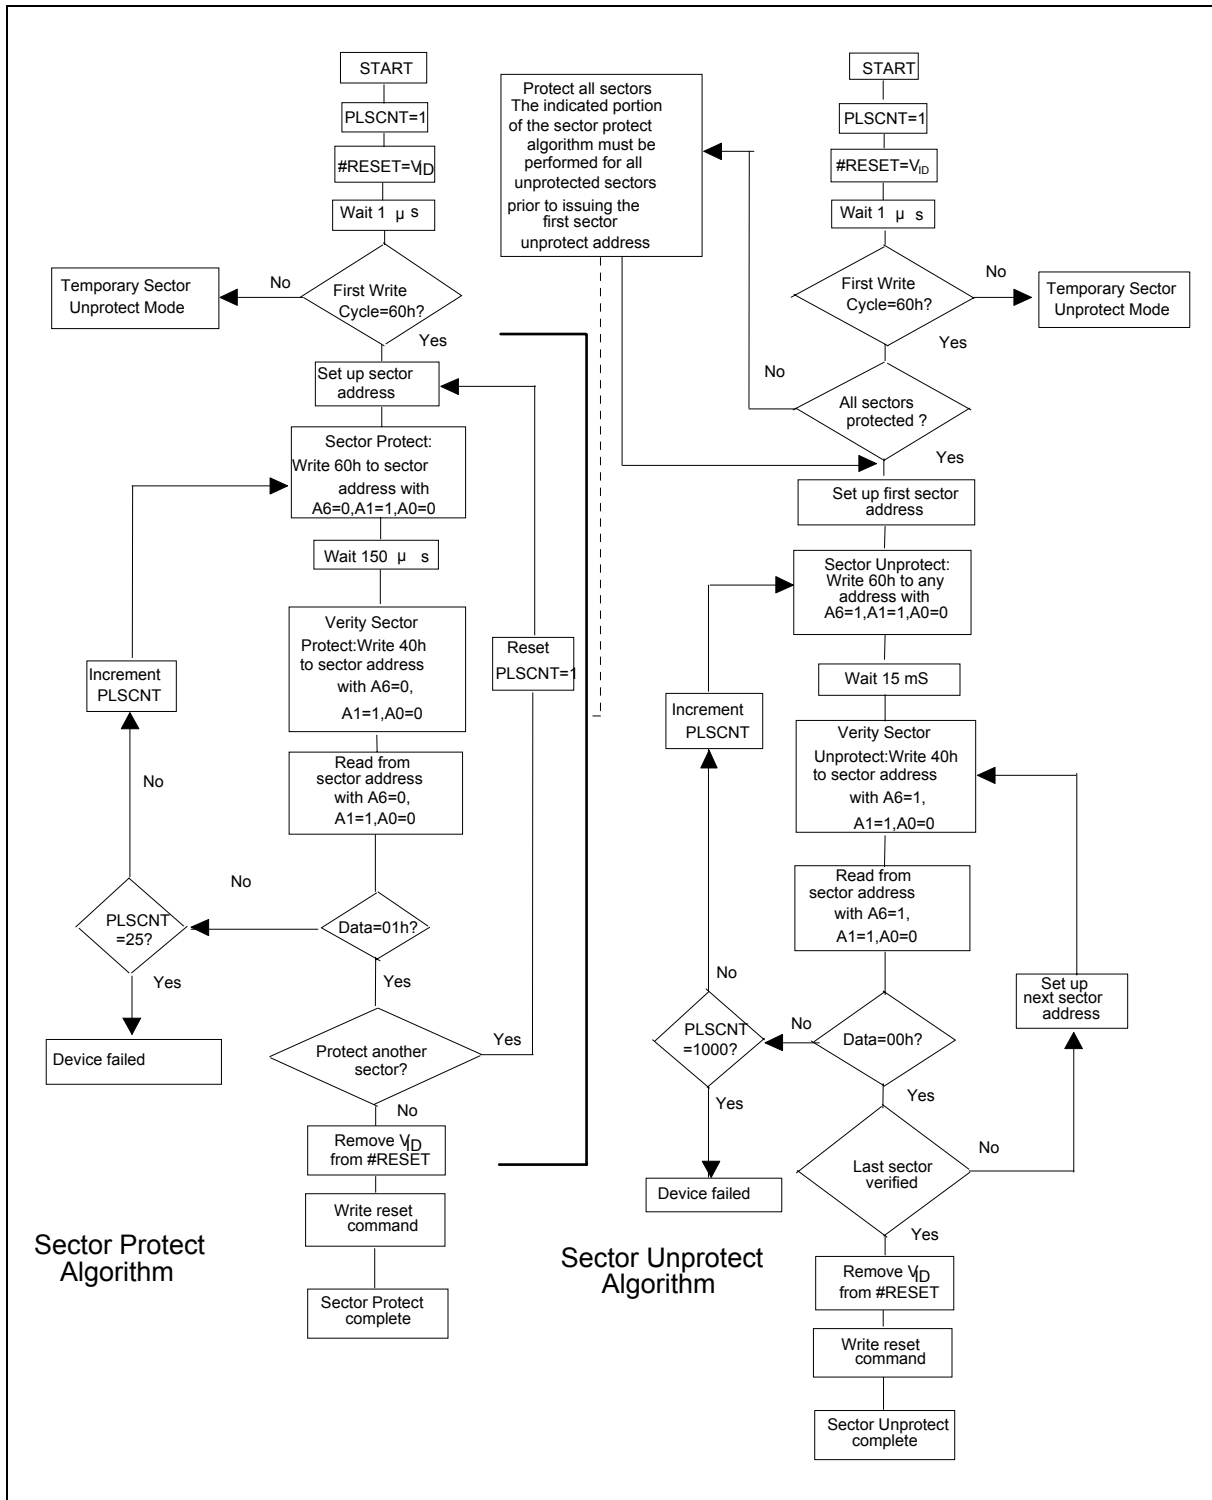 START
PLSCNT=1
#RESET=VID
Wait 1 μ s
First Write
Cycle=60h?
No
Temporary Sector
Unprotect Mode
Yes
Set up sector
address
Sector Protect:
Write 60h to sector
address with
A6=0,A1=1,A0=0
Wait 150 μ s
Verity Sector
Protect:Write 40h
to sector address
with A6=0,
A1=1,A0=0
Reset
PLSCNT=1
Increment
PLSCNT
Read from
sector address
with A6=0,
A1=1,A0=0
No
No
PLSCNT
=25?
Data=01h?
Yes
Yes
Device failed
Protect another
sector?
Yes
No
Remove VID
from #RESET
Write reset
command
Sector Protect
complete
Sector Protect
Algorithm
Protect all sectors
The indicated portion
of the sector protect
algorithm must be
performed for all
unprotected sectors
prior to issuing the
first sector
unprotect address
START
PLSCNT=1
#RESET=VID
Wait 1 μ s
First Write
Cycle=60h?
No
Temporary Sector
Unprotect Mode
Yes
No
All sectors
protected ?
Yes
Set up first sector
address
Sector Unprotect:
Write 60h to any
address with
A6=1,A1=1,A0=0
Wait 15 mS
Increment
PLSCNT
Verity Sector
Unprotect:Write 40h
to sector address
with A6=1,
A1=1,A0=0
Read from
sector address
with A6=1,
A1=1,A0=0
No
Set up
next sector
address
PLSCNT
=1000?
No
Data=00h?
Yes
Yes
No
Last sector
verified
Device failed
Yes
Remove VID
from #RESET
Write reset
command
Sector Unprotect
complete
Sector Unprotect
Algorithm